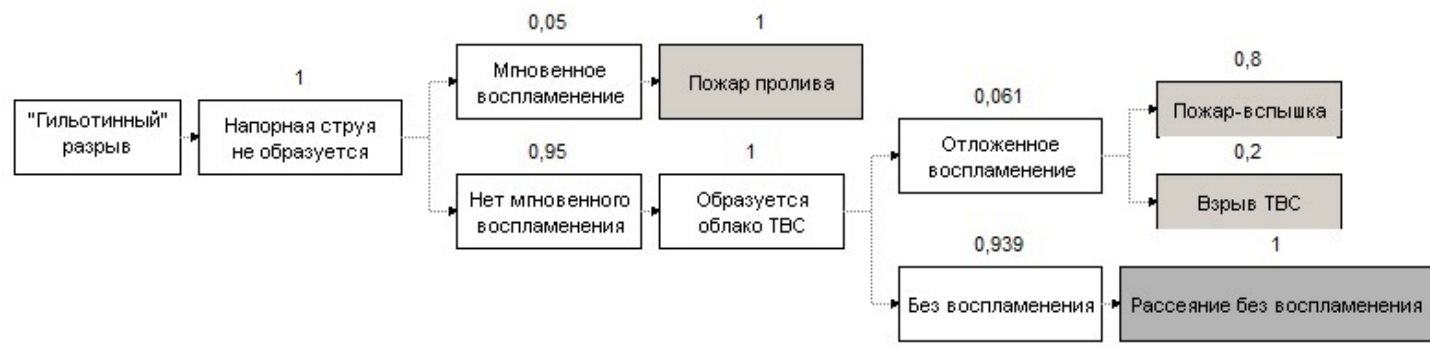 0,05
1
Мгновенное
воспламенение
Пожар пролива
1
"Гильотинный"
разрыв
Напорная струя
не образуется
0,95
1
Нет мгновенного
воспламенения
Образуется
облако ТВС
0,061
Отложенное
воспламенение
0,8
Пожар-вспышка
0,2
Взрыв ТВС
0,939
1
Без воспламенения
Рассеяние без воспламенения